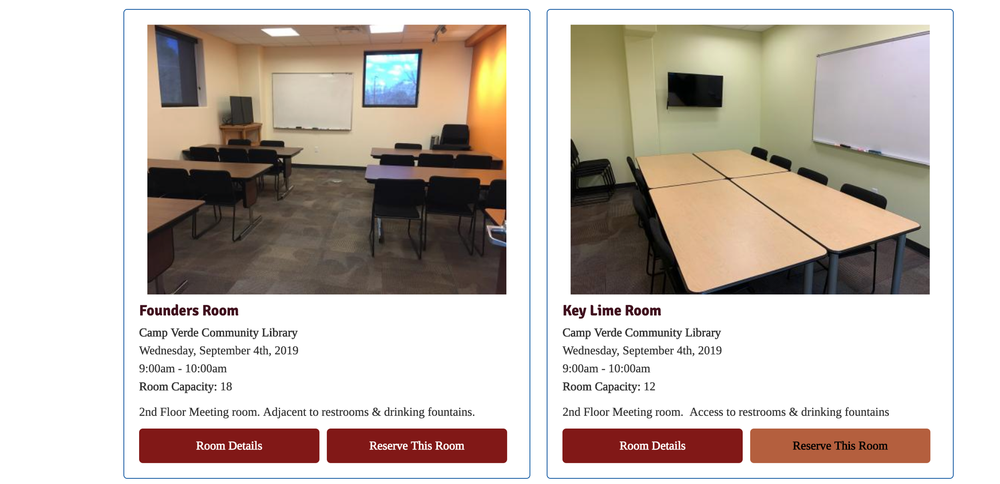 Founders Room
Camp Verde Community Library
Wednesday, September 4th, 2019
9:00am - 10:00am
Room Capacity: 18
2nd Floor Meeting room. Adjacent to restrooms & drinking fountains.
Room Details
Reserve This Room
Key Lime Room
Camp Verde Community Library
Wednesday, September 4th, 2019
9:00am - 10:00am
Room Capacity: 12
2nd Floor Meeting room.  Access to restrooms & drinking fountains
Room Details
Reserve This Room